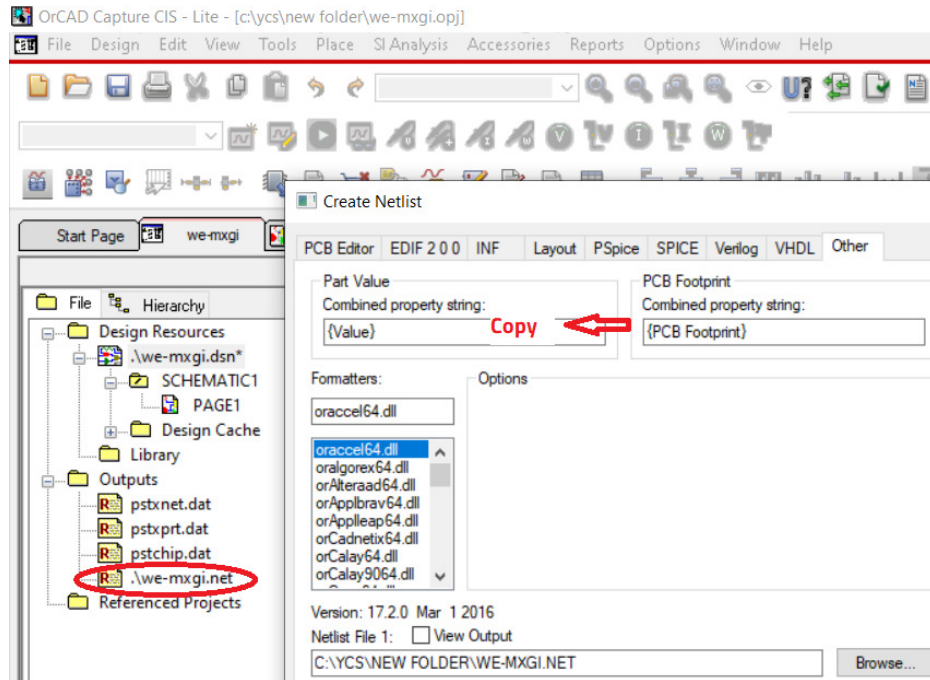 OrCAD Capture CIS - Lite - [c:\ycs\new folder\we-mxgi.opj]
File Design Edit View Tools Place SI Analysis Accessories Reports Options Window Help
U?
V I W
Create Netlist
Start Page we-mxgi
PCB Editor EDIF 2 0 0 INF Layout PSpice SPICE Verilog VHDL Other
File Hierarchy
Part Value PCB Footprint
Combined property string: Combined property string:
{Value} Copy {PCB Footprint}
Design Resources
.\we-mxgi.dsn*
SCHEMATIC1
PAGE1
Design Cache
Library
Outputs
pstxnet.dat
pstxprt.dat
pstchip.dat
.\we-mxgi.net
Referenced Projects
Formatters: Options
oraccel64.dll
oraccel64.dll
oralgorex64.dll
orAlteraad64.dll
orApplbrav64.dll
orApplleap64.dll
orCadnetix64.dll
orCalay64.dll
orCalay9064.dll
Version: 17.2.0 Mar 1 2016
Netlist File 1: View Output
C:\YCS\NEW FOLDER\WE-MXGI.NET Browse...